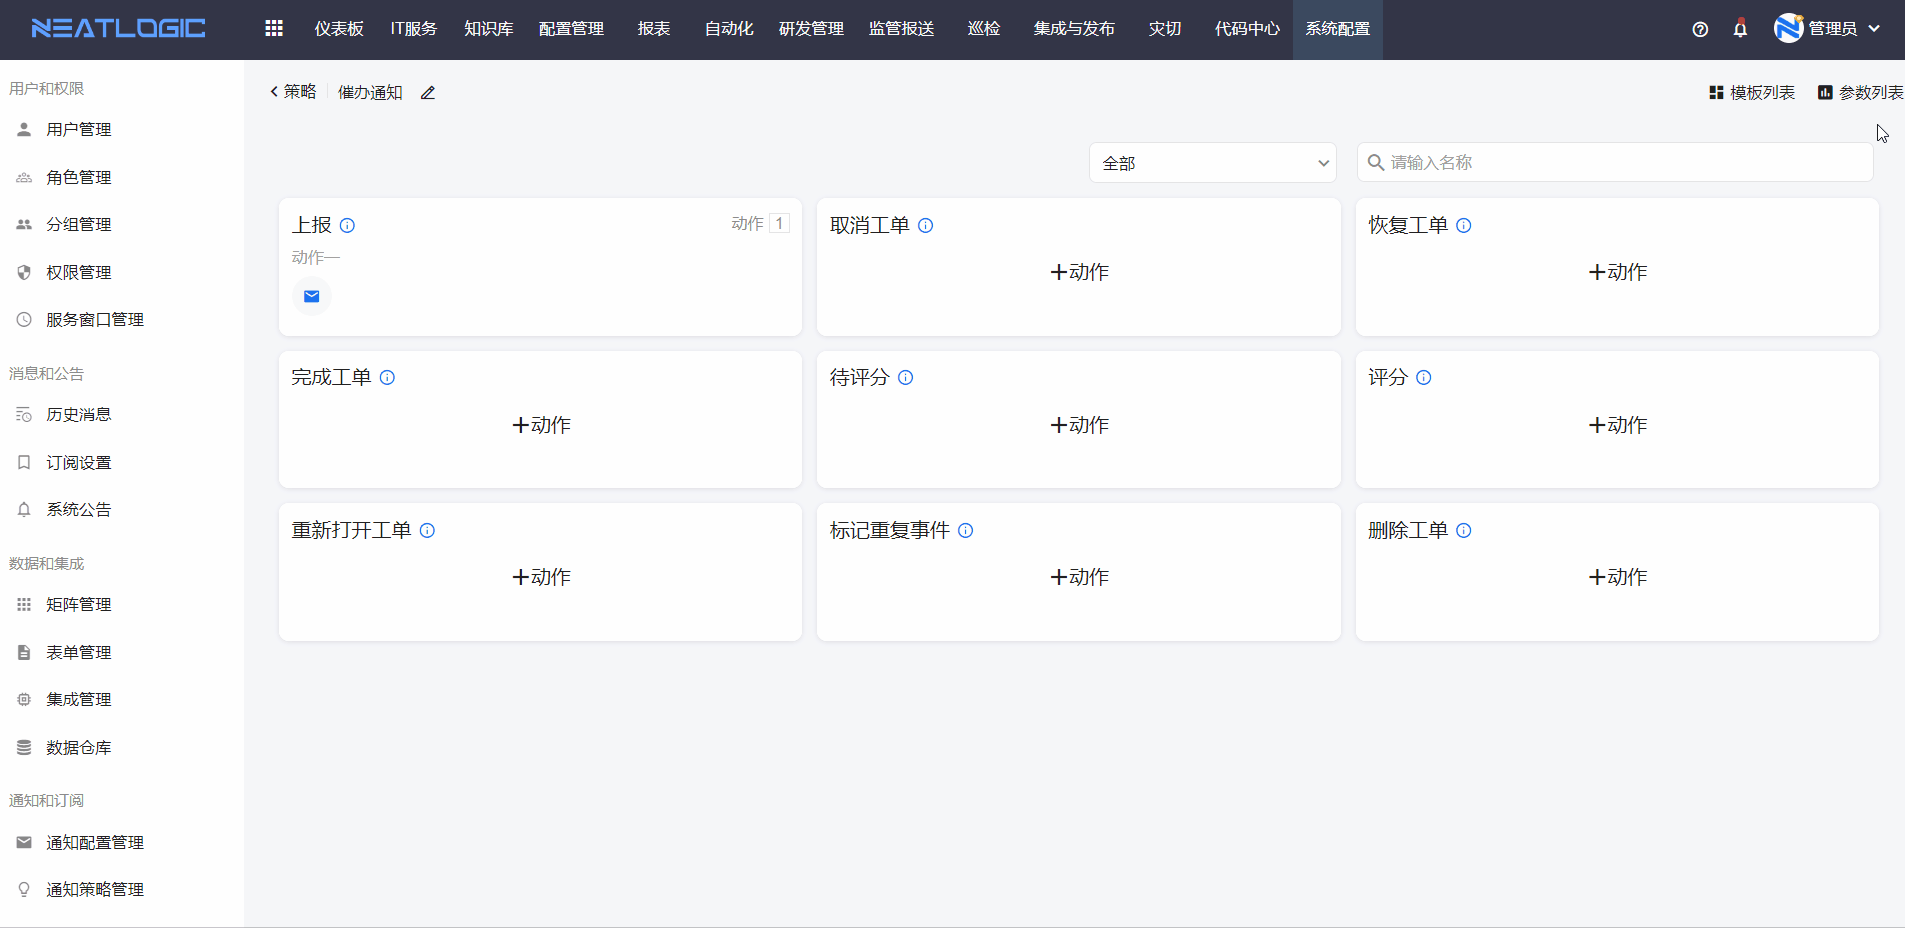 NEATLOGIC
仪表板 IT服务 知识库 配置管理 报表 自动化 研发管理 监管报送 巡检 集成与发布 灾切 代码中心 系统配置 管理员
用户和权限
用户管理
角色管理
分组管理
权限管理
服务窗口管理
消息和公告
历史消息
订阅设置
系统公告
数据和集成
矩阵管理
表单管理
集成管理
数据仓库
通知和订阅
通知配置管理
通知策略管理
策略 催办通知 模板列表 参数列表
全部 请输入名称
上报 动作 1
动作一
取消工单
+动作
恢复工单
+动作
完成工单
+动作
待评分
+动作
评分
+动作
重新打开工单
+动作
标记重复事件
+动作
删除工单
+动作